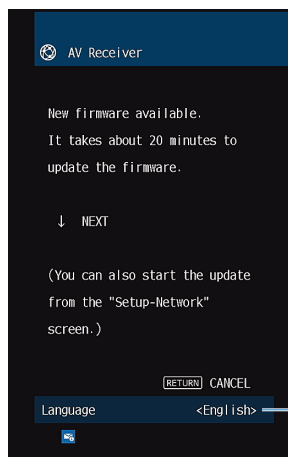 AV Receiver
New firmware available.
It takes about 20 minutes to
update the firmware.
↓ NEXT
(You can also start the update
from the "Setup-Network"
screen.)
RETURN CANCEL
Language <English>